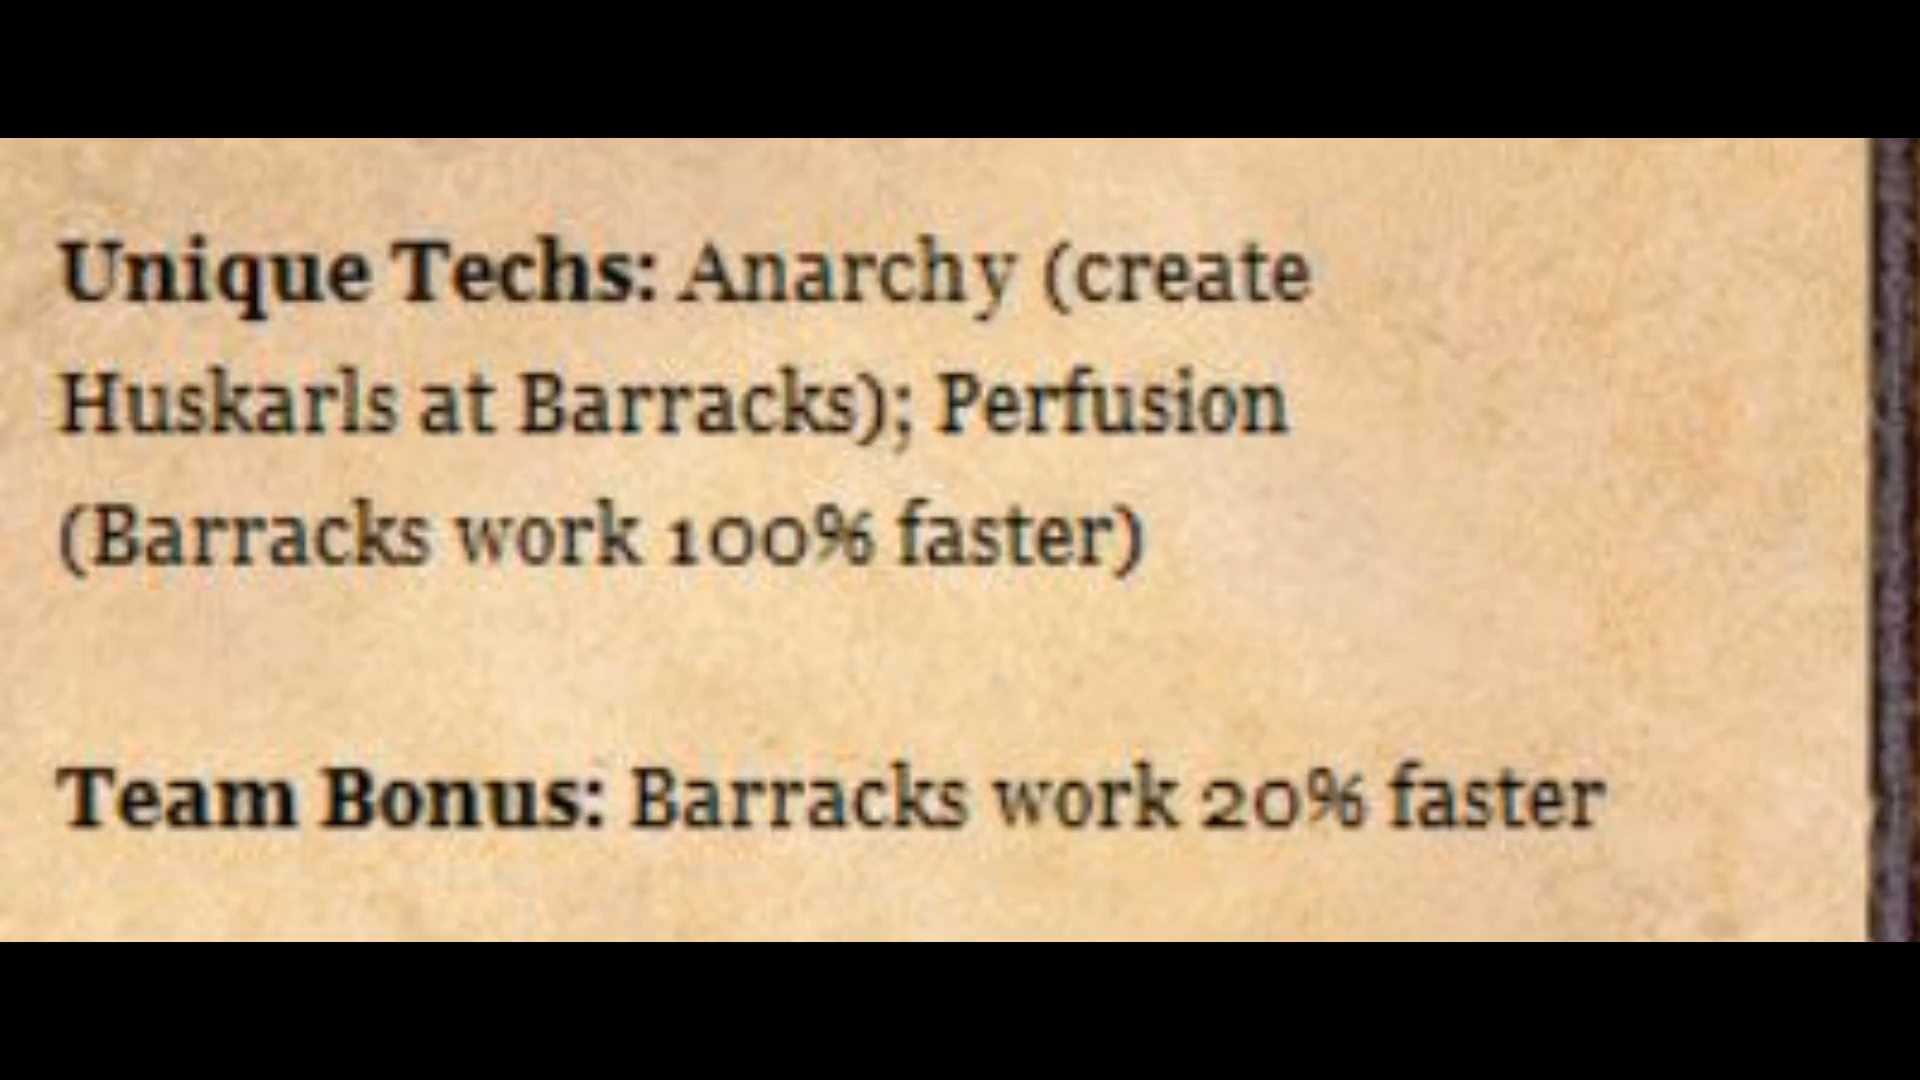 Unique Techs: Anarchy (create
Huskarls at Barracks); Perfusion
(Barracks work 100% faster)
Team Bonus: Barracks work 20% faster